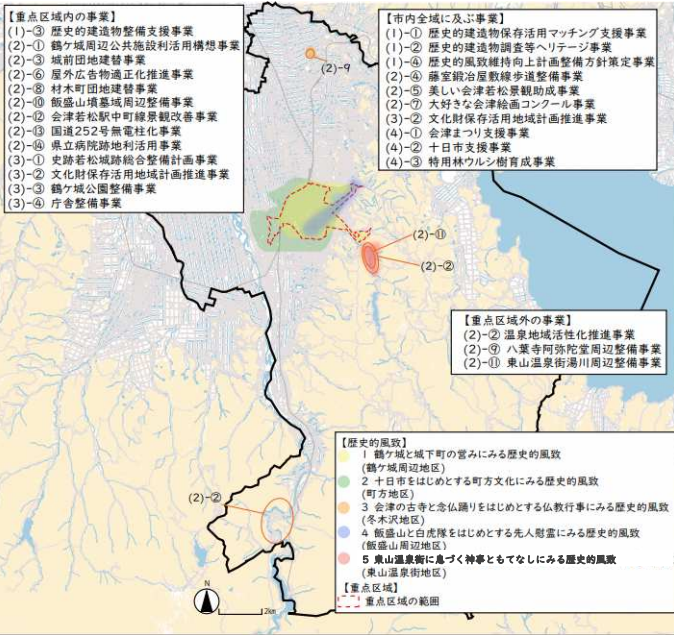 【重点区域内の事業】
(1)-③ 歴史的建造物整備支援事業
(2)-① 鶴ケ城周辺公共施設利活用構想事業
(2)-③ 城前団地建替事業
(2)-⑥ 屋外広告物適正化推進事業
(2)-⑧ 材木町団地建替事業
(2)-⑩ 飯盛山墳墓域周辺整備事業
(2)-⑫ 会津若松駅中町線景観改善事業
(2)-⑬ 国道252号無電柱化事業
(2)-⑭ 県立病院跡地利活用事業
(3)-① 史跡若松城跡総合整備計画事業
(3)-② 文化財保存活用地域計画推進事業
(3)-③ 鶴ケ城公園整備事業
(3)-④ 庁舎整備事業
【市内全域に及ぶ事業】
(1)-① 歴史的建造物保存活用マッチング支援事業
(1)-② 歴史的建造物調査等ヘリテージ事業
(1)-④ 歴史的風致維持向上計画整備方針策定事業
(2)-④ 藤室鍛冶屋敷線歩道整備事業
(2)-⑤ 美しい会津若松景観助成事業
(2)-⑦ 大好きな会津絵画コンクール事業
(3)-② 文化財保存活用地域計画推進事業
(4)-① 会津まつり支援事業
(4)-② 十日市支援事業
(4)-③ 特用林ウルシ樹育成事業
(2)-9
(2)-⑪
(2)-②
【重点区域外の事業】
(2)-② 温泉地域活性化推進事業
(2)-⑨ 八葉寺阿弥陀堂周辺整備事業
(2)-⑪ 東山温泉街湯川周辺整備事業
(2)-②
【歴史的風致】
1 鶴ケ城と城下町の営みにみる歴史的風致
(鶴ケ城周辺地区)
2 十日市をはじめとする町方文化にみる歴史的風致
(町方地区)
3 会津の古寺と念仏踊りをはじめとする仏教行事にみる歴史的風致
(冬木沢地区)
4 飯盛山と白虎隊をはじめとする先人慰霊にみる歴史的風致
(飯盛山周辺地区)
5 東山温泉街に息づく神事ともてなしにみる歴史的風致
(東山温泉街地区)
【重点区域】
重点区域の範囲
N
2km